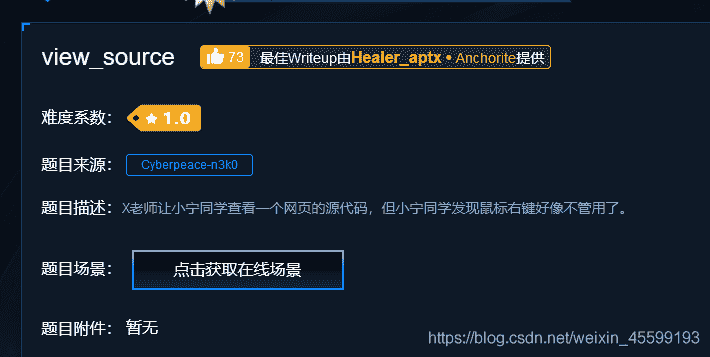 view_source 73 最佳Writeup由Healer_aptx • Anchorite提供
难度系数： 1.0
题目来源： Cyberpeace-n3k0
题目描述：X老师让小宁同学查看一个网页的源代码，但小宁同学发现鼠标右键好像不管用了。
题目场景： 点击获取在线场景
题目附件： 暂无
https://blog.csdn.net/weixin_45599193